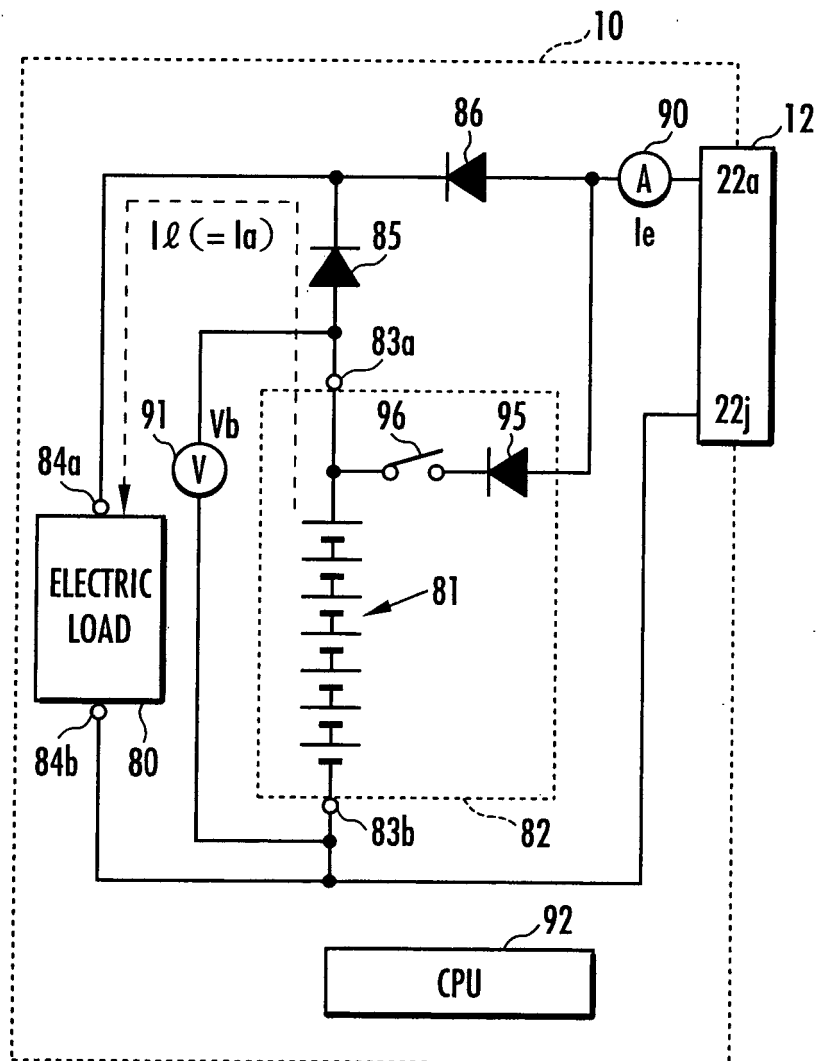 10
86
90
12
A
22a
Ie
Iℓ (= Ia)
85
83a
91
Vb
96
95
22j
V
84a
ELECTRIC
LOAD
81
84b
80
83b
82
92
CPU